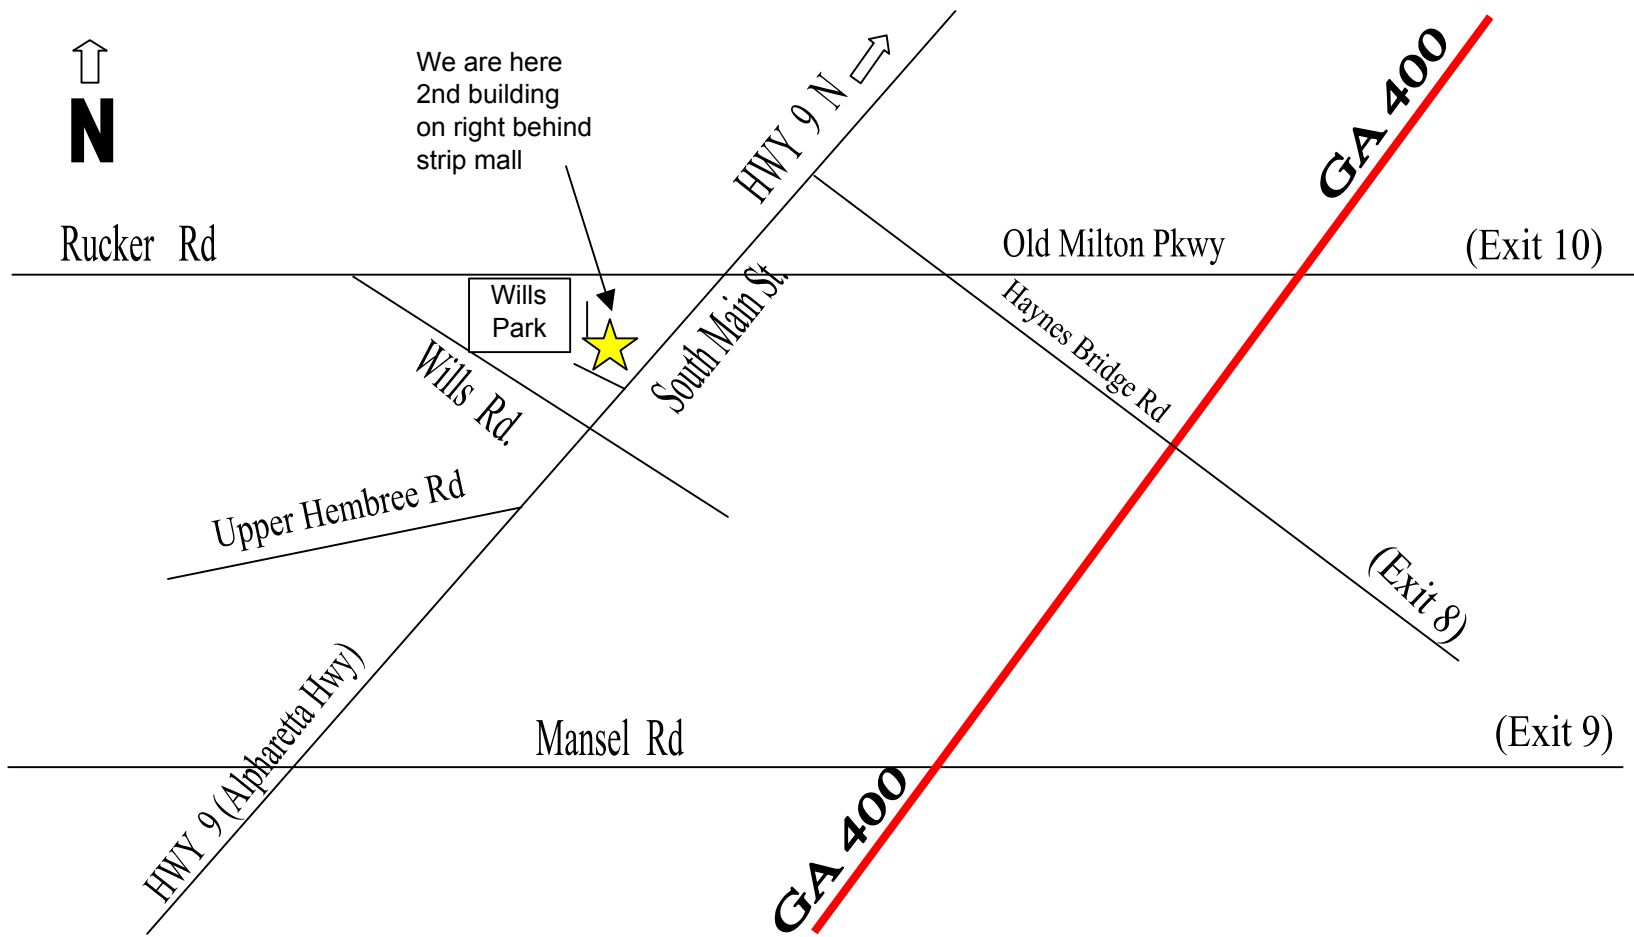 We are here
2nd building
on right behind
strip mall
N
HWY 9 N
GA 400
Rucker Rd
Old Milton Pkwy
(Exit 10)
Wills
Park
South Main St.
Haynes Bridge Rd
Wills Rd.
Upper Hembree Rd
(Exit 8)
HWY 9 (Alpharetta Hwy)
Mansel Rd
(Exit 9)
GA 400